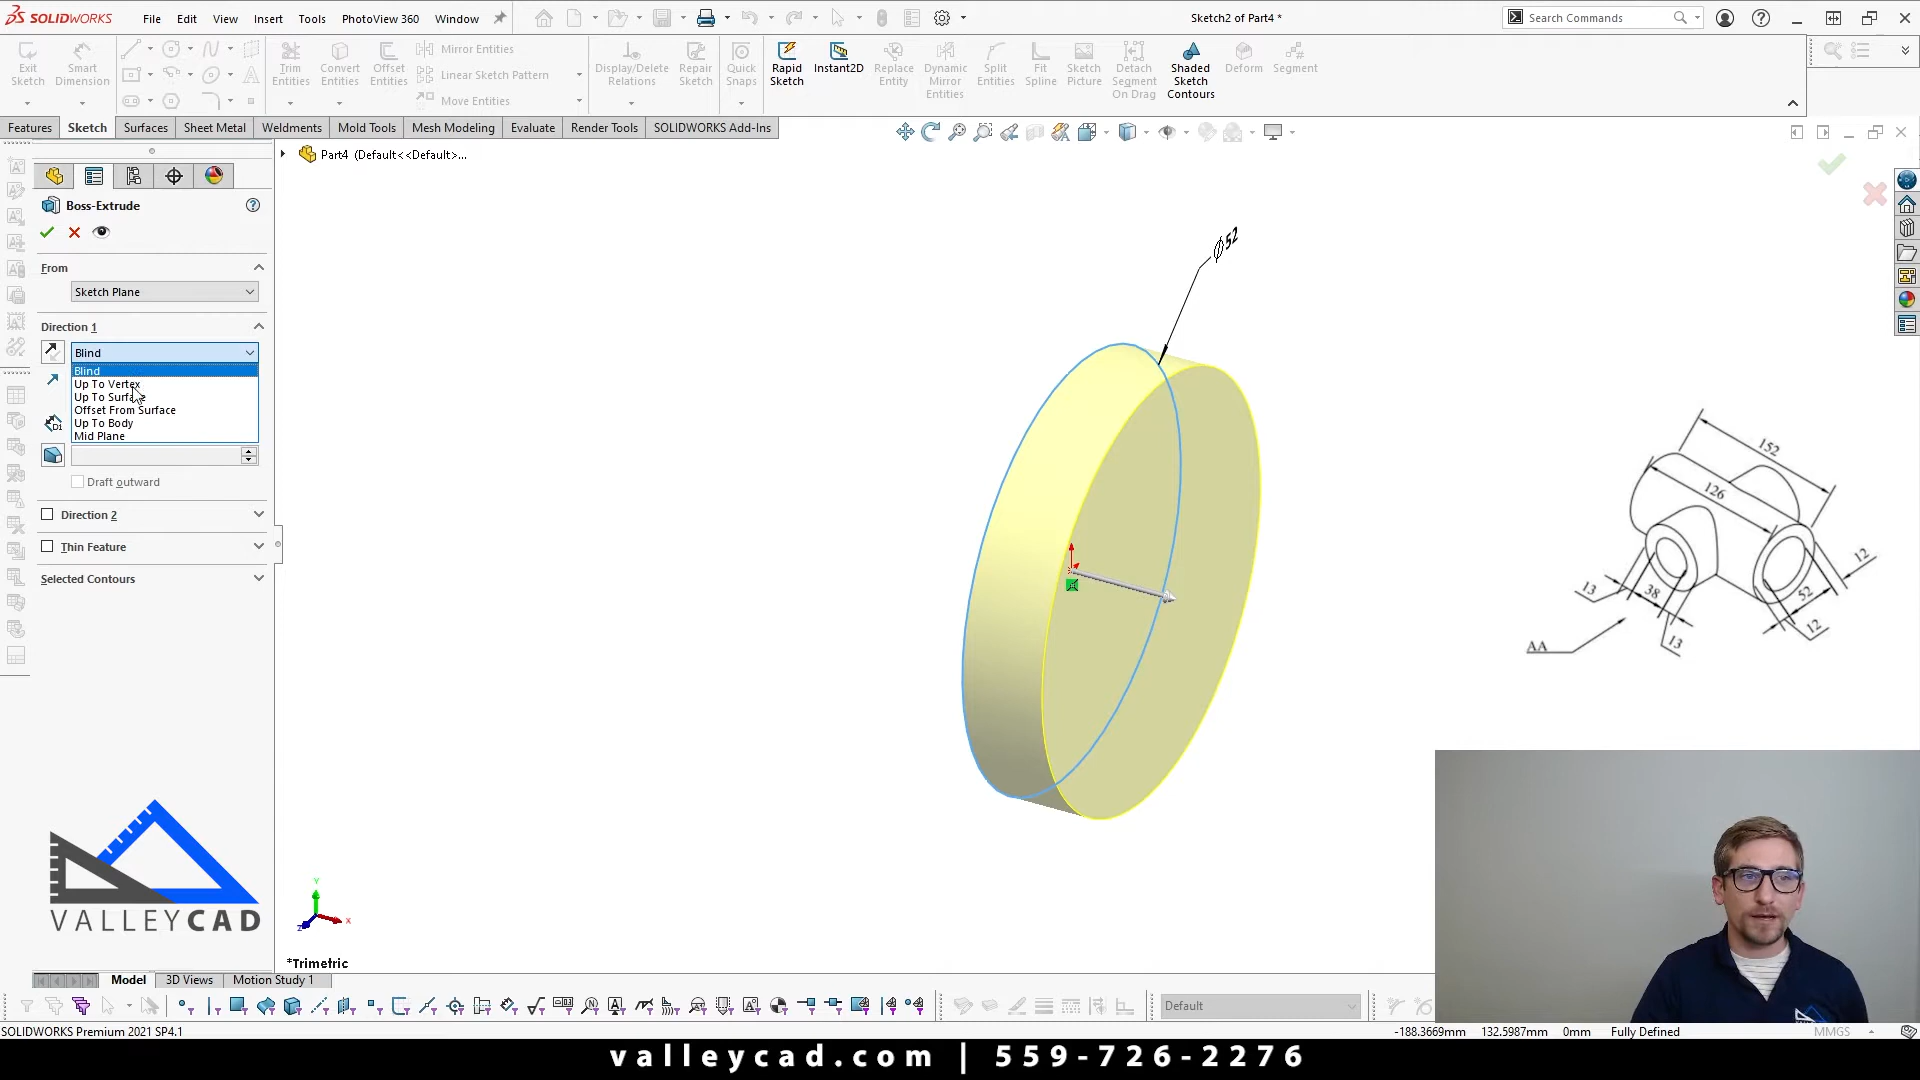 SOLIDWORKS File Edit View Insert Tools PhotoView 360 Window Sketch2 of Part4 * Search Commands
Exit Sketch
Smart Dimension
Trim Entities
Convert Entities
Offset Entities
Mirror Entities
Linear Sketch Pattern
Move Entities
Display/Delete Relations
Repair Sketch
Quick Snaps
Rapid Sketch
Instant2D
Replace Entity
Dynamic Mirror Entities
Split Entities
Fit Spline
Sketch Picture
Detach Segment On Drag
Shaded Sketch Contours
Deform
Segment
Features Sketch Surfaces Sheet Metal Weldments Mold Tools Mesh Modeling Evaluate Render Tools SOLIDWORKS Add-Ins
Part4 (Default<<Default>...
Boss-Extrude
From
Sketch Plane
Direction 1
Blind
Blind
Up To Vertex
Up To Surface
Offset From Surface
Up To Body
Mid Plane
Draft outward
Direction 2
Thin Feature
Selected Contours
Ø52
152
126
12
13
38
52
13
12
AA
VALLEYCAD
Y
X
Z
*Trimetric
Model 3D Views Motion Study 1
Default
SOLIDWORKS Premium 2021 SP4.1
-188.3669mm 132.5987mm 0mm Fully Defined MMGS
valleycad.com | 559-726-2276